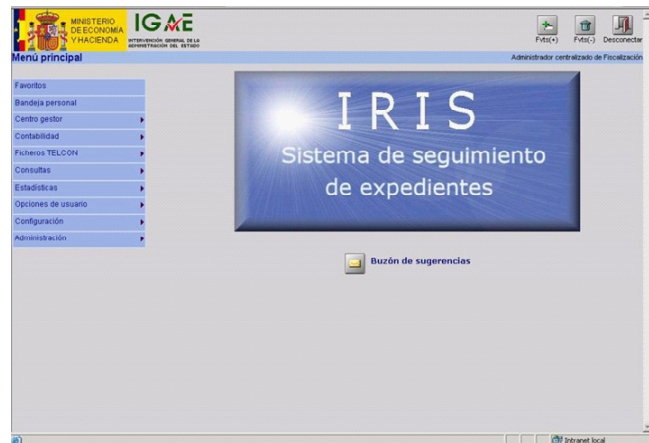 MINISTERIO
DE ECONOMÍA
Y HACIENDA
IGAE
INTERVENCIÓN GENERAL DE LA
ADMINISTRACIÓN DEL ESTADO
Fvts(+)
Fvts(-)
Desconectar
Menú principal
Administrador centralizado de Fiscalización
Favoritos
Bandeja personal
Centro gestor
Contabilidad
Ficheros TELCON
Consultas
Estadísticas
Opciones de usuario
Configuración
Administración
IRIS
Sistema de seguimiento
de expedientes
Buzón de sugerencias
Intranet local